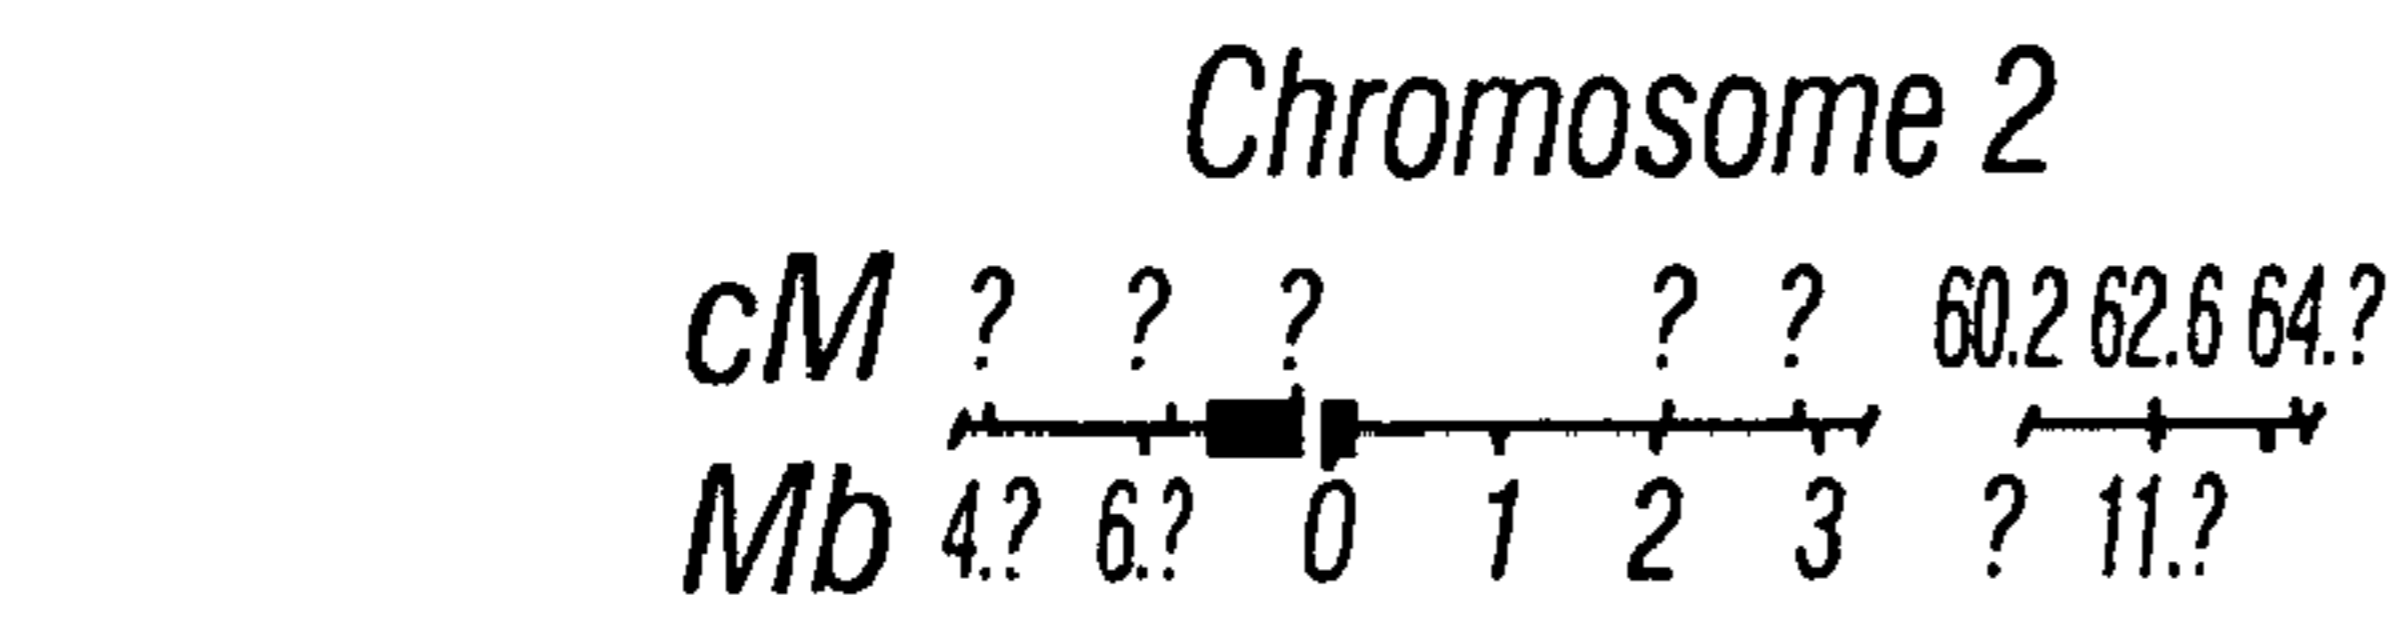 Chromosome 2
cM ? ? ? ? ? 60.2 62.6 64.?
Mb 4.? 6.? 0 1 2 3 ? 11.?